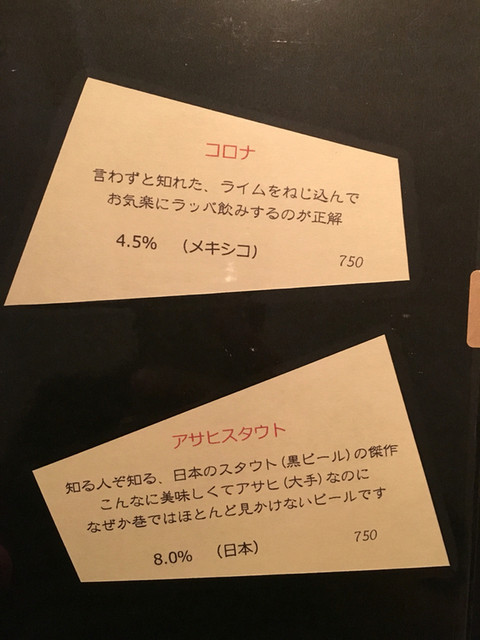 コロナ
言わずと知れた、ライムをねじ込んで
お気楽にラッパ飲みするのが正解
4.5% (メキシコ)
750
アサヒスタウト
知る人ぞ知る、日本のスタウト(黒ビール)の傑作
こんなに美味しくてアサヒ(大手)なのに
なぜか巷ではほとんど見かけないビールです
8.0% (日本)
750